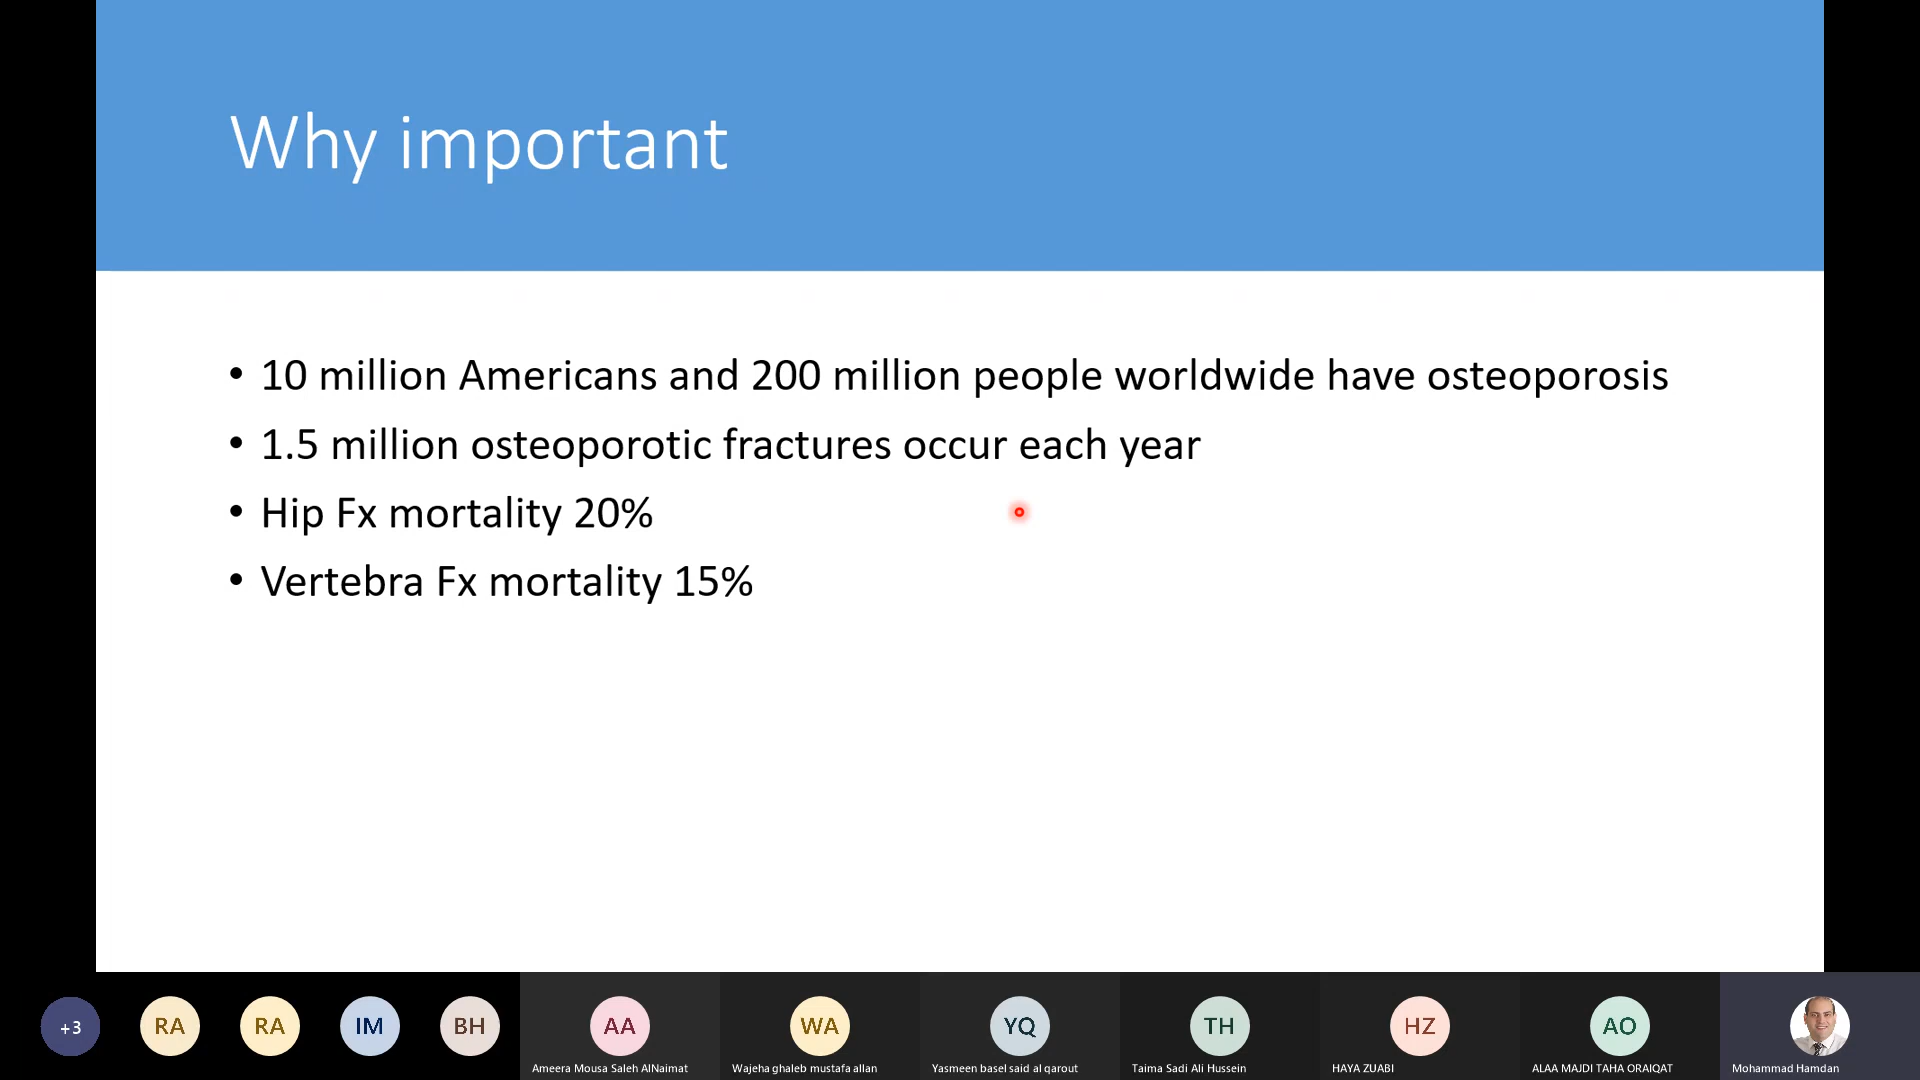 Why important
• 10 million Americans and 200 million people worldwide have osteoporosis
• 1.5 million osteoporotic fractures occur each year
• Hip Fx mortality 20%
• Vertebra Fx mortality 15%
+3
RA
RA
IM
BH
AA
WA
YQ
TH
HZ
AO
Ameera Mousa Saleh AlNaimat
Wajeha ghaleb mustafa allan
Yasmeen basel said al qarout
Taima Sadi Ali Hussein
HAYA ZUABI
ALAA MAJDI TAHA ORAIQAT
Mohammad Hamdan